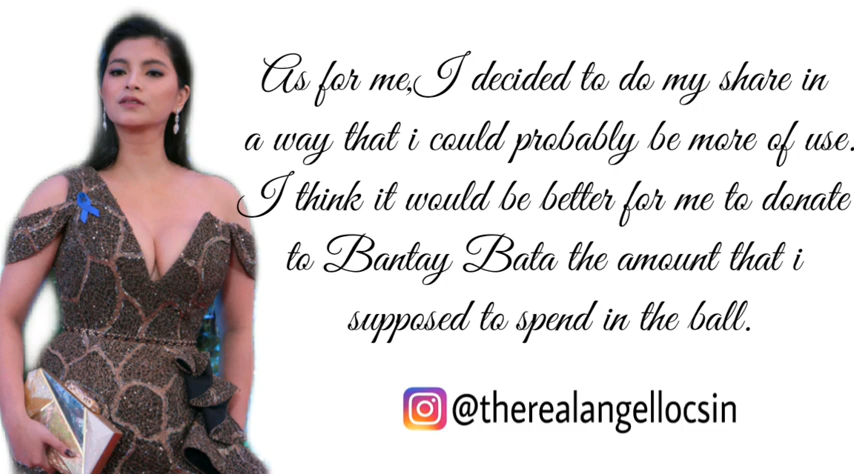 As for me,I decided to do my share in
a way that i could probably be more of use.
I think it would be better for me to donate
to Bantay Bata the amount that i
supposed to spend in the ball.
@therealangellocsin